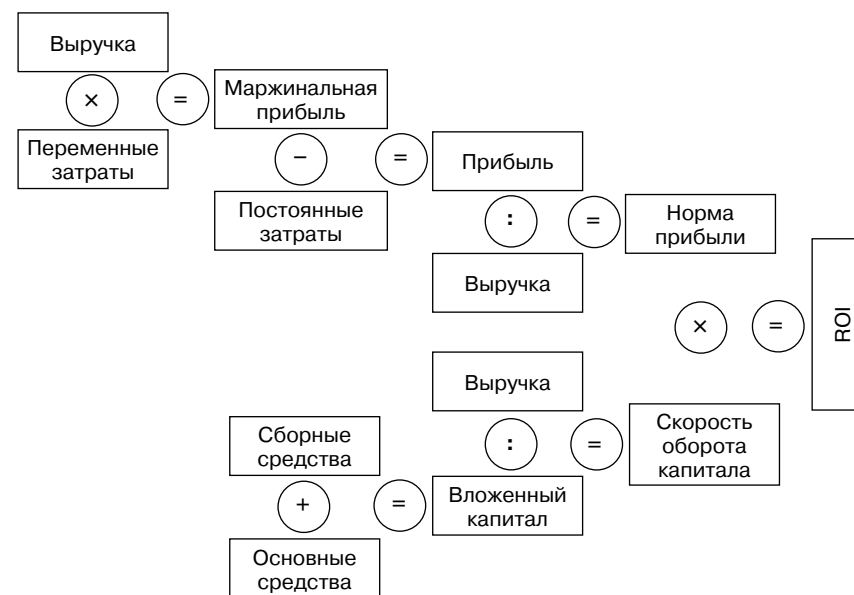 Выручка
×
=
Переменные
затраты
Маржинальная
прибыль
–
=
Постоянные
затраты
Прибыль
:
=
Выручка
Норма
прибыли
×
=
ROI
Выручка
:
=
Вложенный
капитал
Скорость
оборота
капитала
Сборные
средства
+
=
Основные
средства